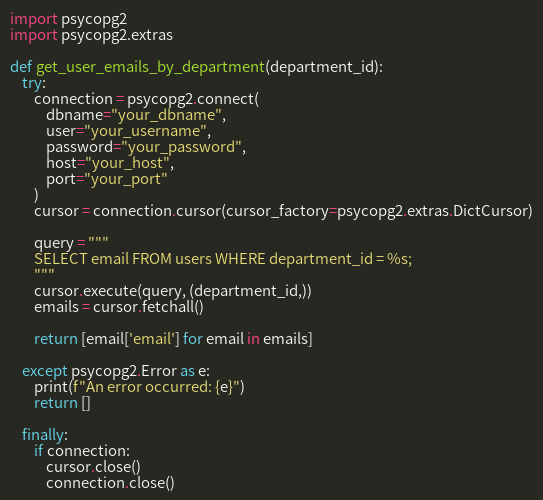 import psycopg2
import psycopg2.extras

def get_user_emails_by_department(department_id):
    try:
        connection = psycopg2.connect(
            dbname="your_dbname",
            user="your_username",
            password="your_password",
            host="your_host",
            port="your_port"
        )
        cursor = connection.cursor(cursor_factory=psycopg2.extras.DictCursor)

        query = """
        SELECT email FROM users WHERE department_id = %s;
        """
        cursor.execute(query, (department_id,))
        emails = cursor.fetchall()

        return [email['email'] for email in emails]

    except psycopg2.Error as e:
        print(f"An error occurred: {e}")
        return []

    finally:
        if connection:
            cursor.close()
            connection.close()